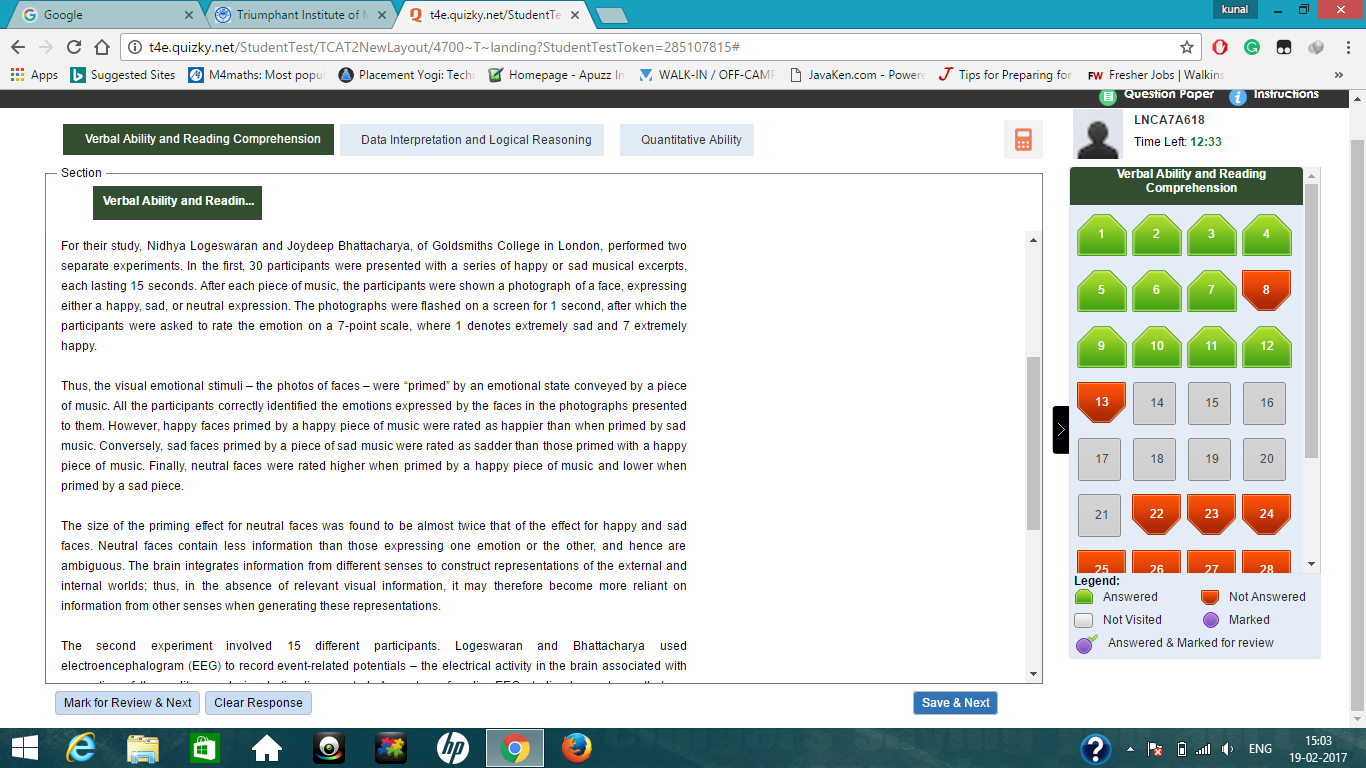 kunal
Google
Triumphant Institute of M
t4e.quizky.net/StudentTe
t4e.quizky.net/StudentTest/TCAT2NewLayout/4700~T~landing?StudentTestToken=285107815#
Apps
Suggested Sites
M4maths: Most popul
Placement Yogi: Tech
Homepage - Apuzz In
WALK-IN / OFF-CAMP
JavaKen.com - Powere
Tips for Preparing for
FW Fresher Jobs | Walkins
»
Question Paper
Instructions
Verbal Ability and Reading Comprehension
Data Interpretation and Logical Reasoning
Quantitative Ability
LNCA7A618
Time Left: 12:33
Section
Verbal Ability and Readin...
For their study, Nidhya Logeswaran and Joydeep Bhattacharya, of Goldsmiths College in London, performed two
separate experiments. In the first, 30 participants were presented with a series of happy or sad musical excerpts,
each lasting 15 seconds. After each piece of music, the participants were shown a photograph of a face, expressing
either a happy, sad, or neutral expression. The photographs were flashed on a screen for 1 second, after which the
participants were asked to rate the emotion on a 7-point scale, where 1 denotes extremely sad and 7 extremely
happy.
Thus, the visual emotional stimuli – the photos of faces – were “primed” by an emotional state conveyed by a piece
of music. All the participants correctly identified the emotions expressed by the faces in the photographs presented
to them. However, happy faces primed by a happy piece of music were rated as happier than when primed by sad
music. Conversely, sad faces primed by a piece of sad music were rated as sadder than those primed with a happy
piece of music. Finally, neutral faces were rated higher when primed by a happy piece of music and lower when
primed by a sad piece.
The size of the priming effect for neutral faces was found to be almost twice that of the effect for happy and sad
faces. Neutral faces contain less information than those expressing one emotion or the other, and hence are
ambiguous. The brain integrates information from different senses to construct representations of the external and
internal worlds; thus, in the absence of relevant visual information, it may therefore become more reliant on
information from other senses when generating these representations.
The second experiment involved 15 different participants. Logeswaran and Bhattacharya used
electroencephalogram (EEG) to record event-related potentials – the electrical activity in the brain associated with
Mark for Review & Next
Clear Response
Save & Next
Verbal Ability and Reading
Comprehension
1 2 3 4
5 6 7 8
9 10 11 12
13 14 15 16
17 18 19 20
21 22 23 24
25 26 27 28
Legend:
Answered
Not Answered
Not Visited
Marked
Answered & Marked for review
hp
?
ENG
15:03
19-02-2017